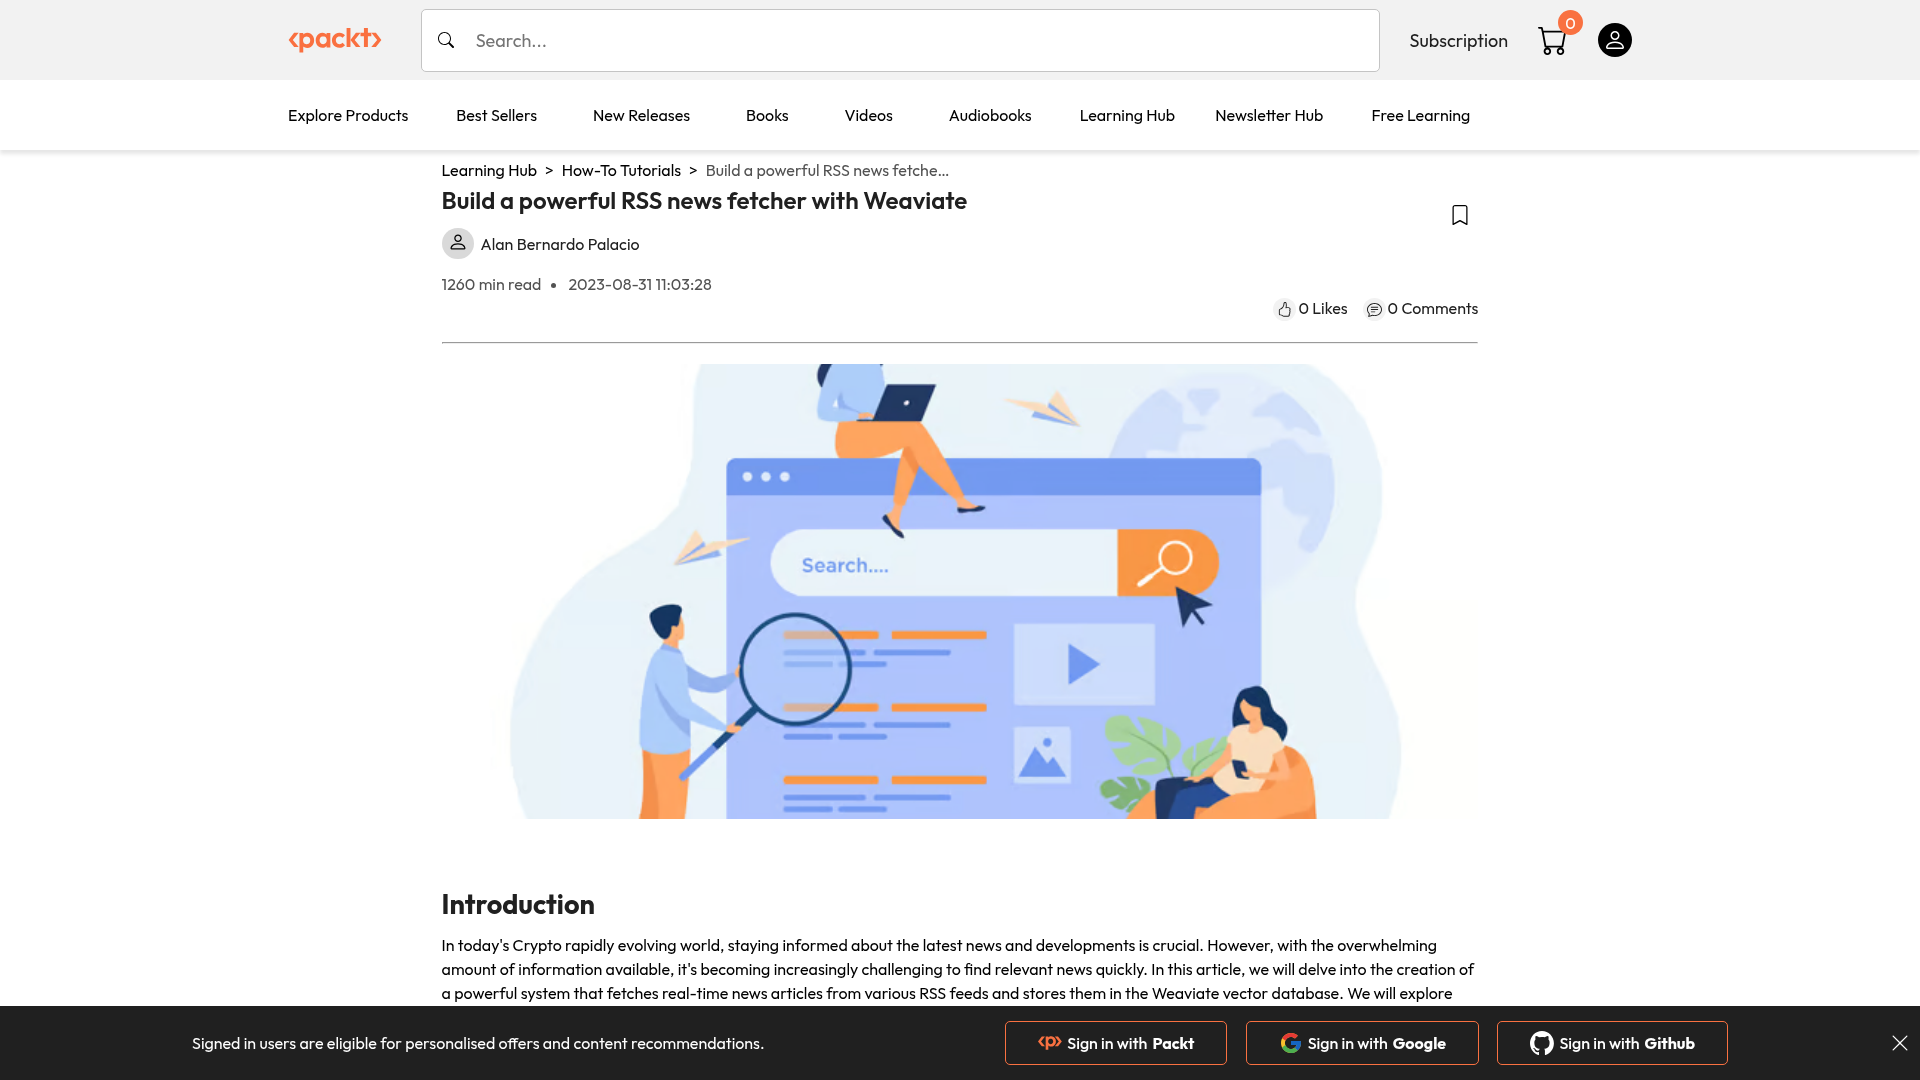 <packt>
Search...
Subscription
0
Explore Products
Best Sellers
New Releases
Books
Videos
Audiobooks
Learning Hub
Newsletter Hub
Free Learning
Learning Hub > How-To Tutorials > Build a powerful RSS news fetche...
Build a powerful RSS news fetcher with Weaviate
Alan Bernardo Palacio
1260 min read • 2023-08-31 11:03:28
0 Likes
0 Comments
Search....
Introduction
In today's Crypto rapidly evolving world, staying informed about the latest news and developments is crucial. However, with the overwhelming
amount of information available, it's becoming increasingly challenging to find relevant news quickly. In this article, we will delve into the creation of
a powerful system that fetches real-time news articles from various RSS feeds and stores them in the Weaviate vector database. We will explore
Signed in users are eligible for personalised offers and content recommendations.
Sign in with Packt
Sign in with Google
Sign in with Github